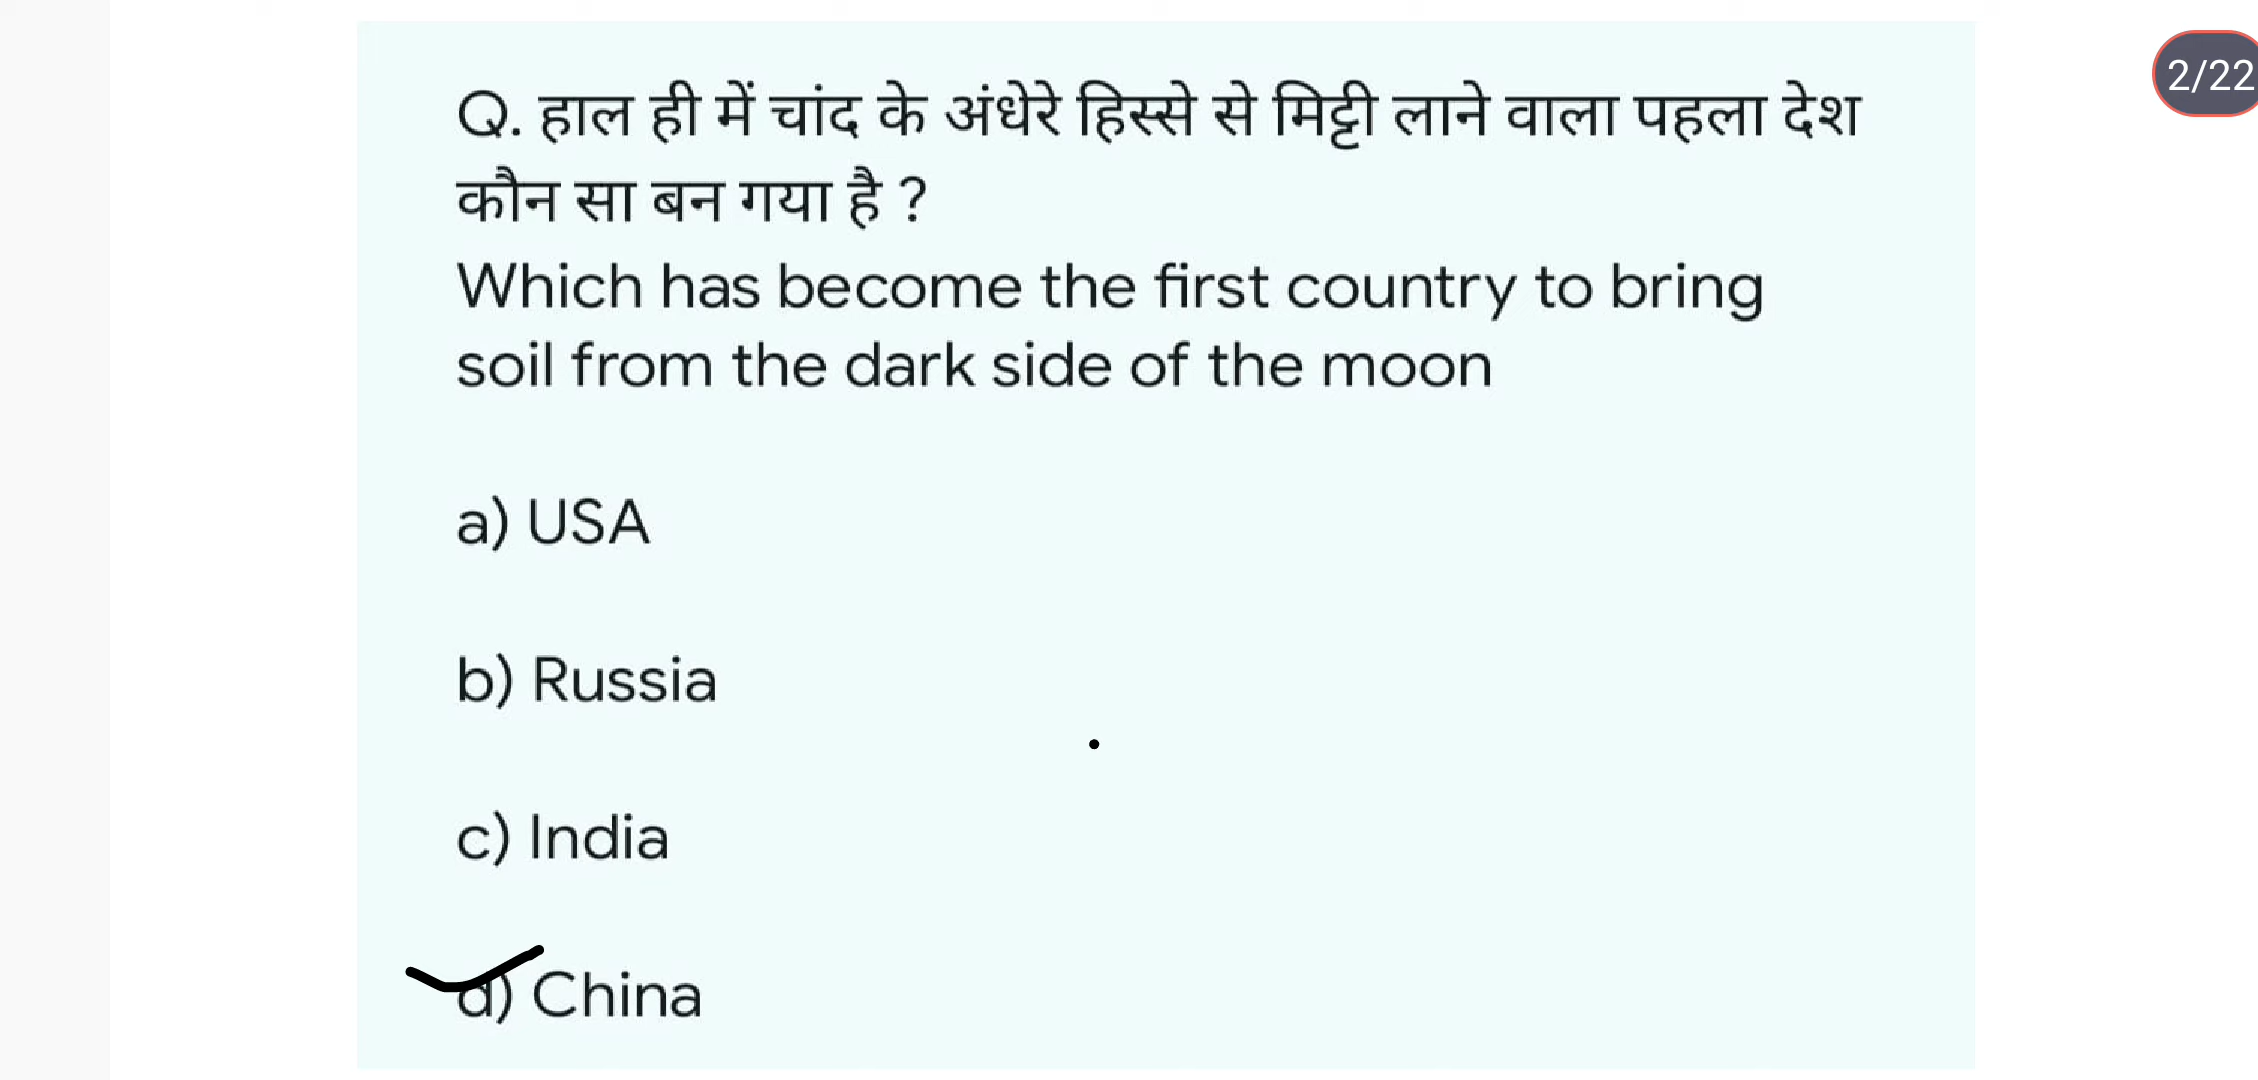 2/22
Q. हाल ही में चांद के अंधेरे हिस्से से मिट्टी लाने वाला पहला देश
कौन सा बन गया है ?
Which has become the first country to bring
soil from the dark side of the moon
a) USA
b) Russia
c) India
d) China